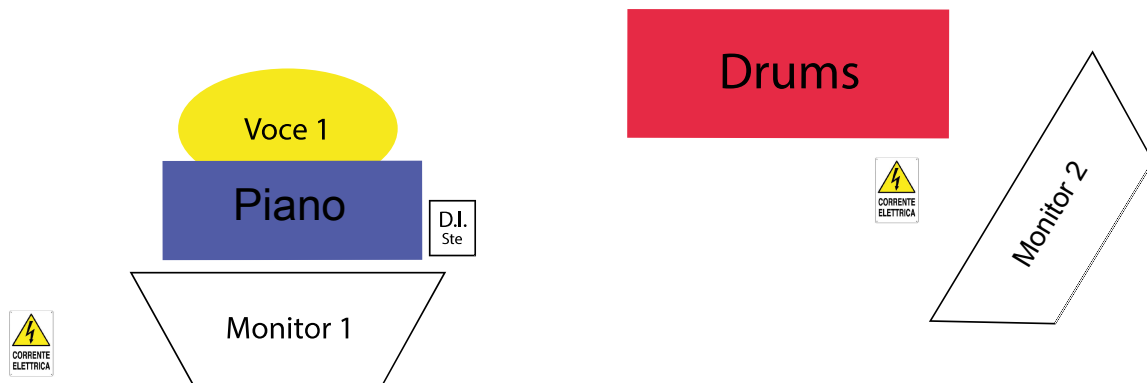 Drums
Voce 1
Piano
D.I.
Ste
CORRENTE
ELETTRICA
Monitor 2
Monitor 1
CORRENTE
ELETTRICA